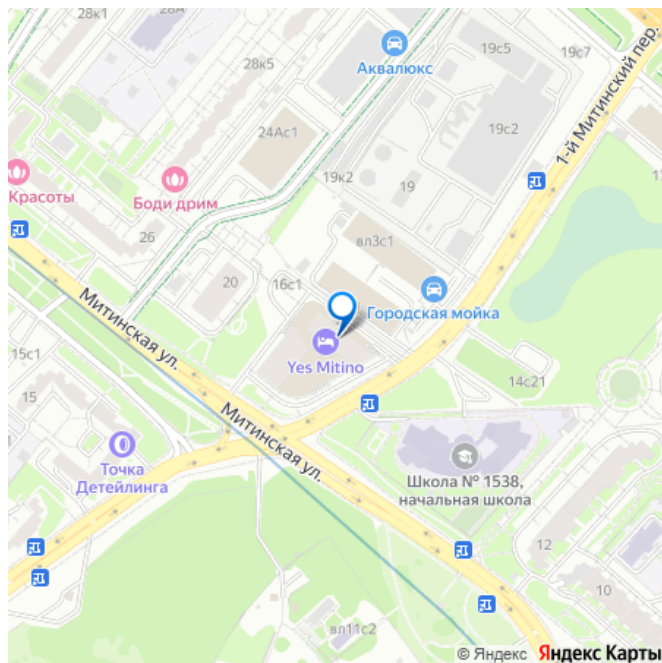 28к1
28А
28к5
Аквалюкс
19с5
19с7
24Ас1
19с2
1-й Митинский пер.
19к2
19
Красоты
Боди дрим
26
вл3с1
20
16с1
Городская мойка
Митинская ул.
Yes Mitino
15с1
14с21
15
Митинская ул.
Точка
Детейлинга
Школа № 1538,
начальная школа
12
10
вл11с2
© Яндекс Яндекс Карты